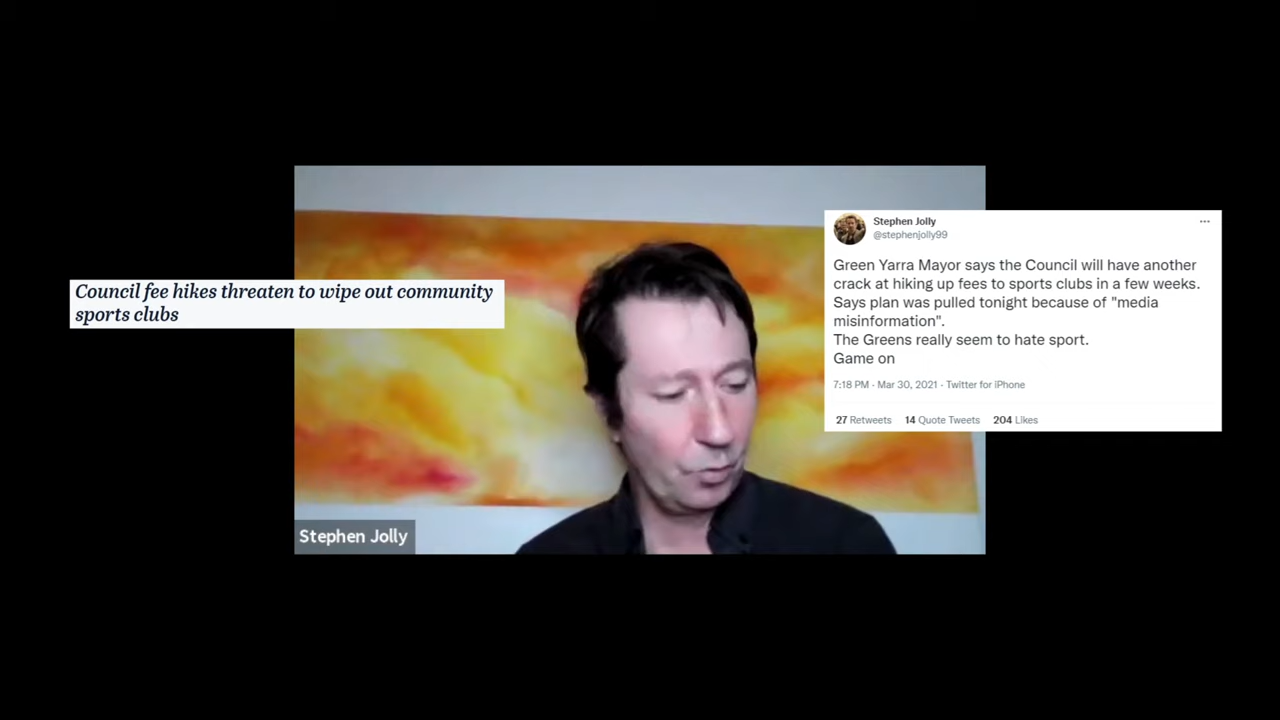 Council fee hikes threaten to wipe out community
sports clubs
Stephen Jolly
@stephenjolly99
Green Yarra Mayor says the Council will have another
crack at hiking up fees to sports clubs in a few weeks.
Says plan was pulled tonight because of "media
misinformation".
The Greens really seem to hate sport.
Game on
7:18 PM · Mar 30, 2021 · Twitter for iPhone
27 Retweets 14 Quote Tweets 204 Likes
Stephen Jolly